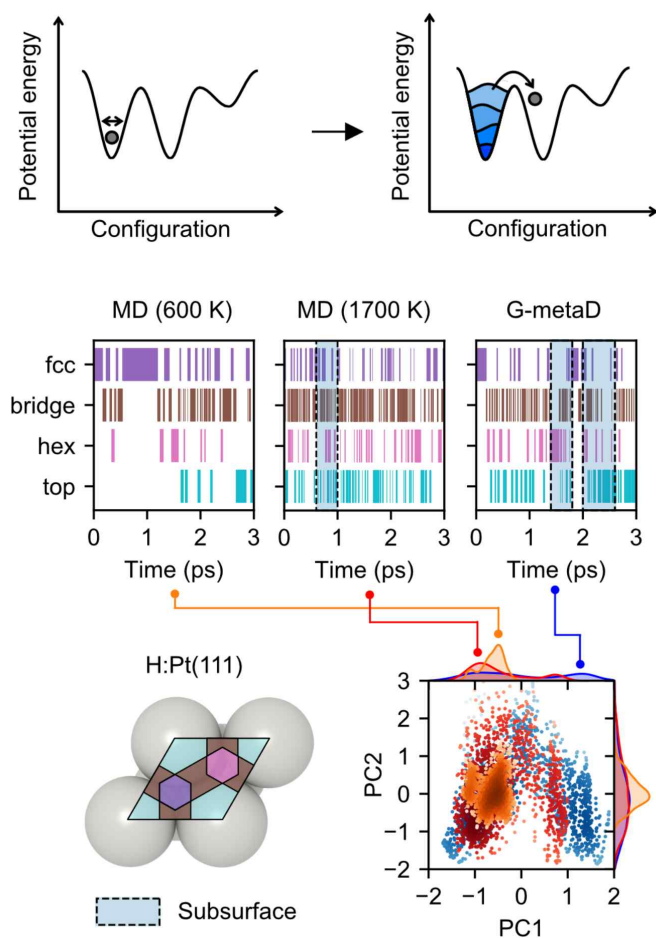 Potential energy
Configuration
Potential energy
Configuration
MD (600 K)
MD (1700 K)
G-metaD
fcc
bridge
hex
top
0 1 2 3
0 1 2 3
0 1 2 3
Time (ps)
Time (ps)
Time (ps)
H:Pt(111)
Subsurface
PC2
3
2
1
0
−1
−2
−2 −1 0 1 2
PC1